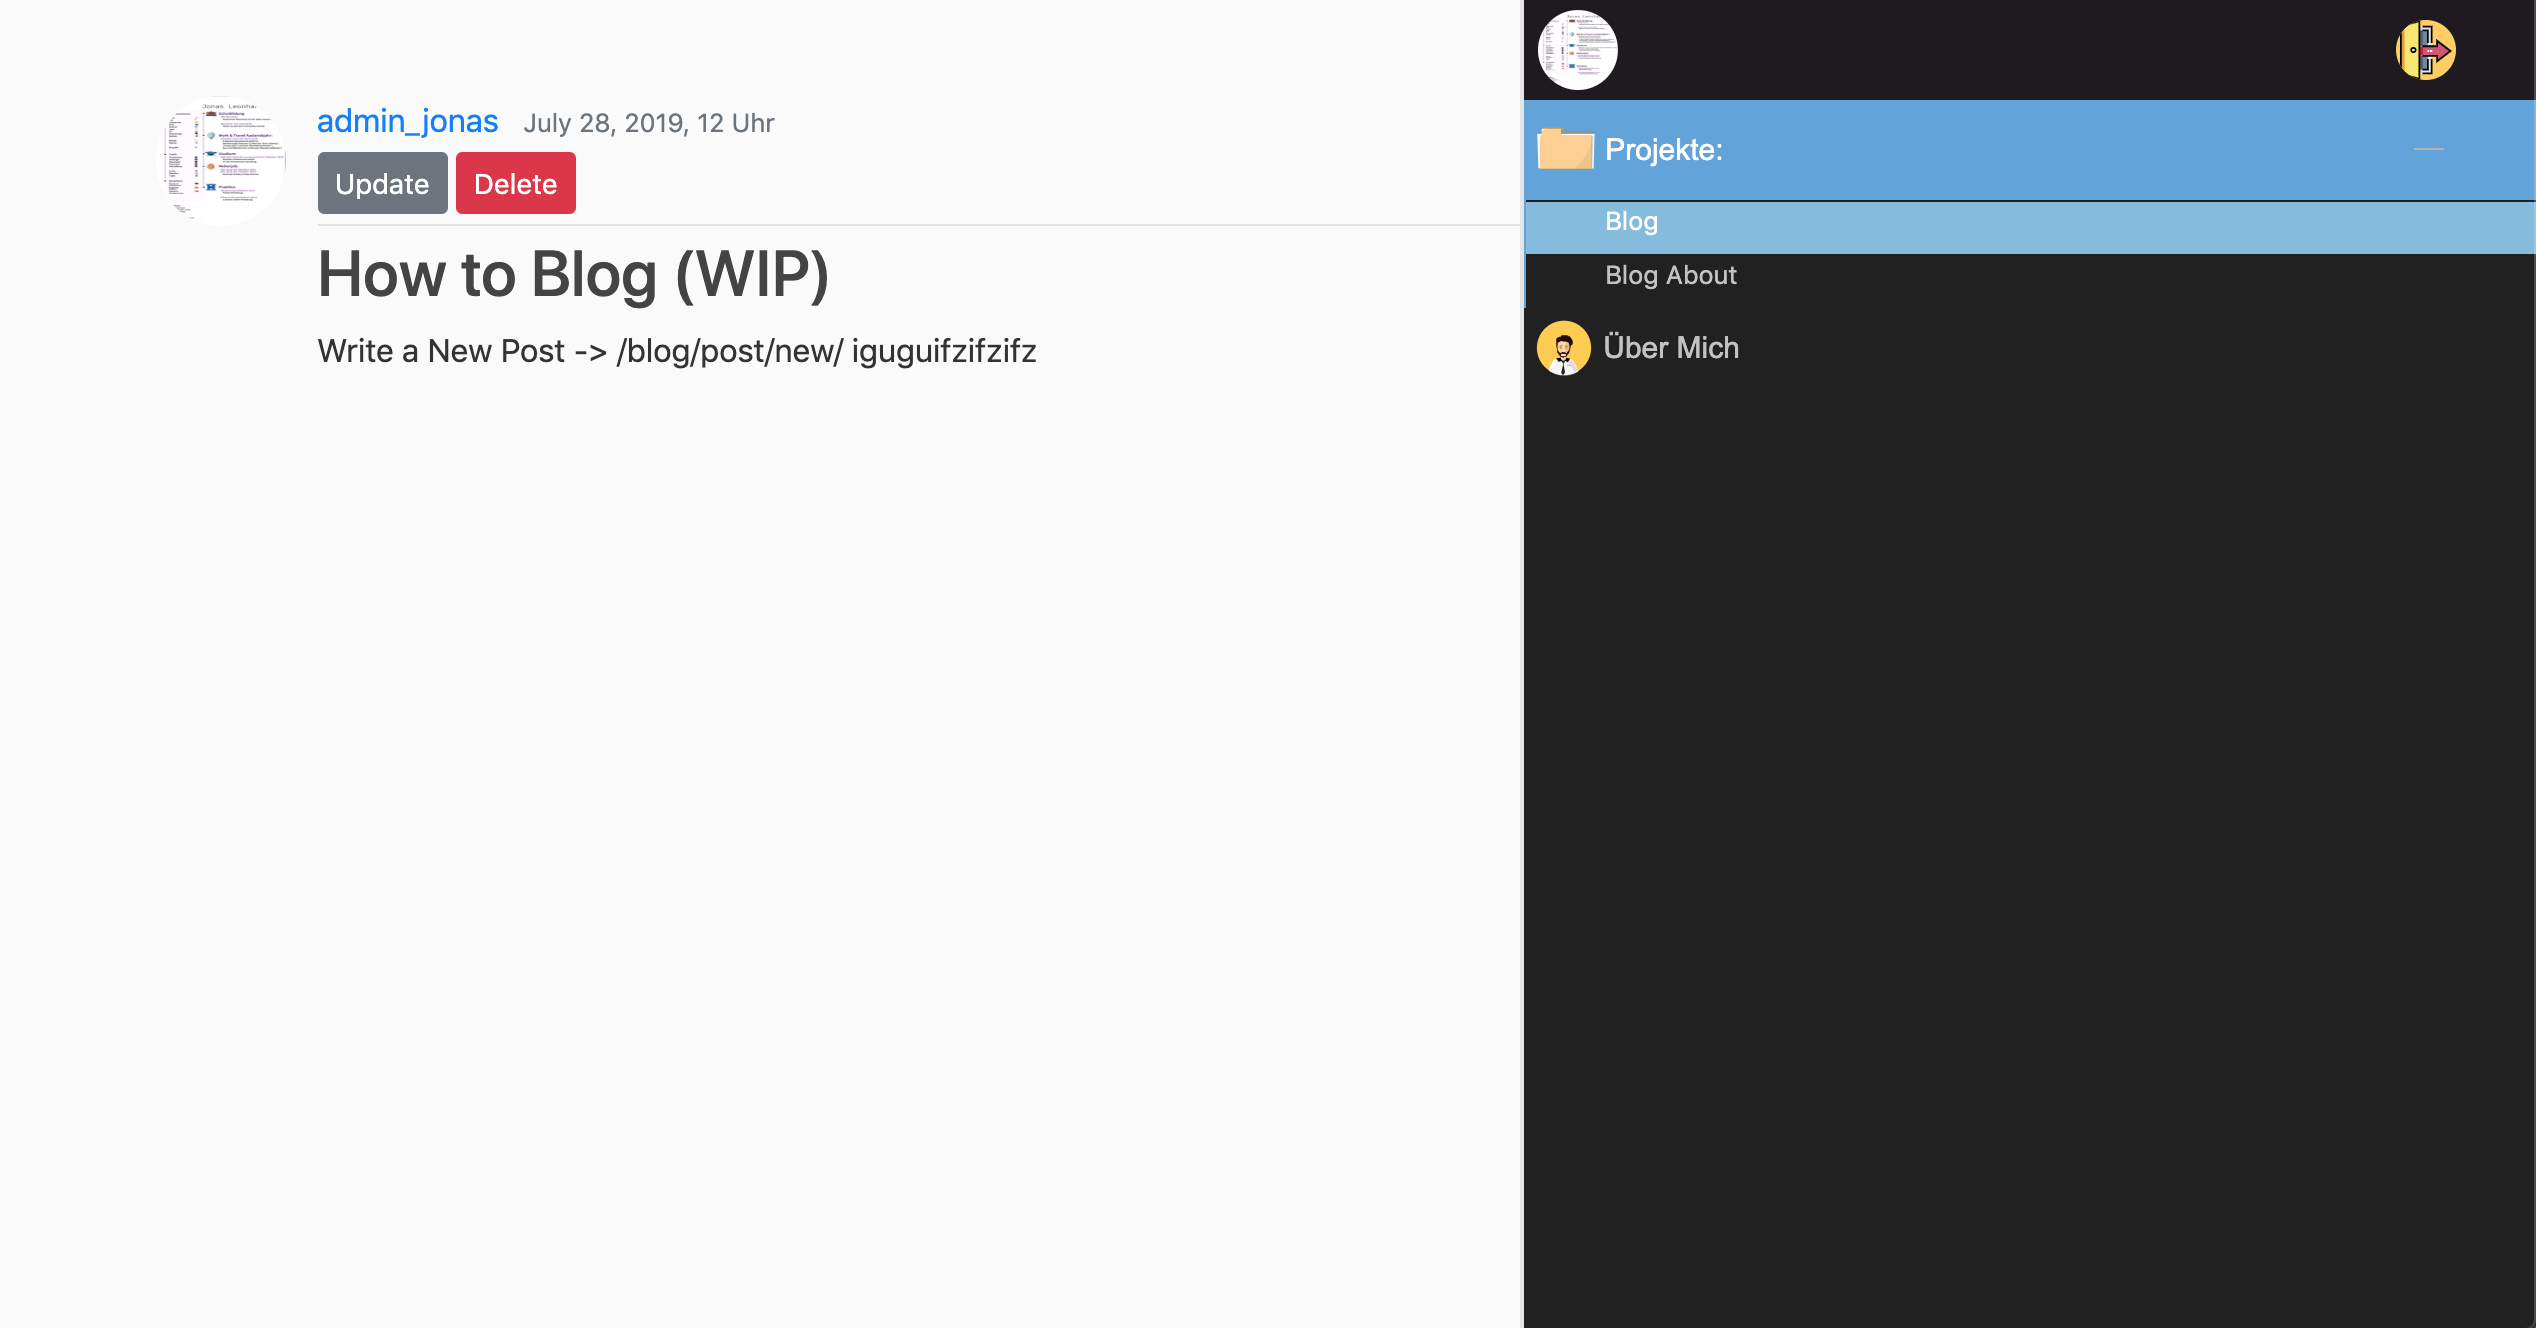 admin_jonas July 28, 2019, 12 Uhr
Update Delete
How to Blog (WIP)
Write a New Post -> /blog/post/new/ iguguifzifzifz
Projekte:
Blog
Blog About
Über Mich